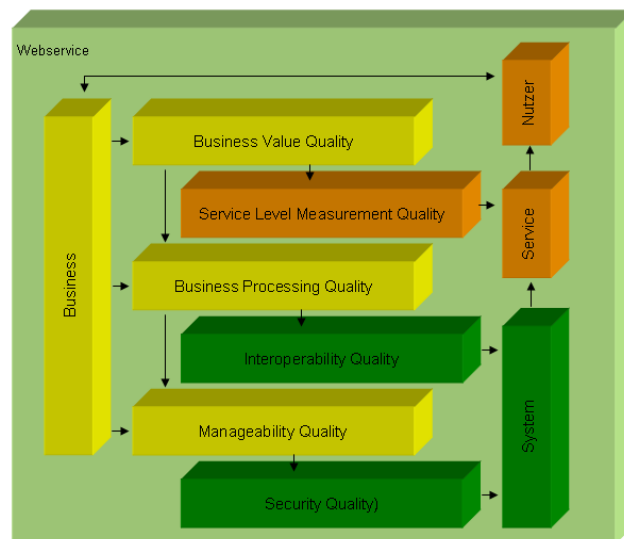 Webservice
Nutzer
Business Value Quality
Service Level Measurement Quality
Service
Business
Business Processing Quality
Interoperability Quality
System
Manageability Quality
Security Quality)